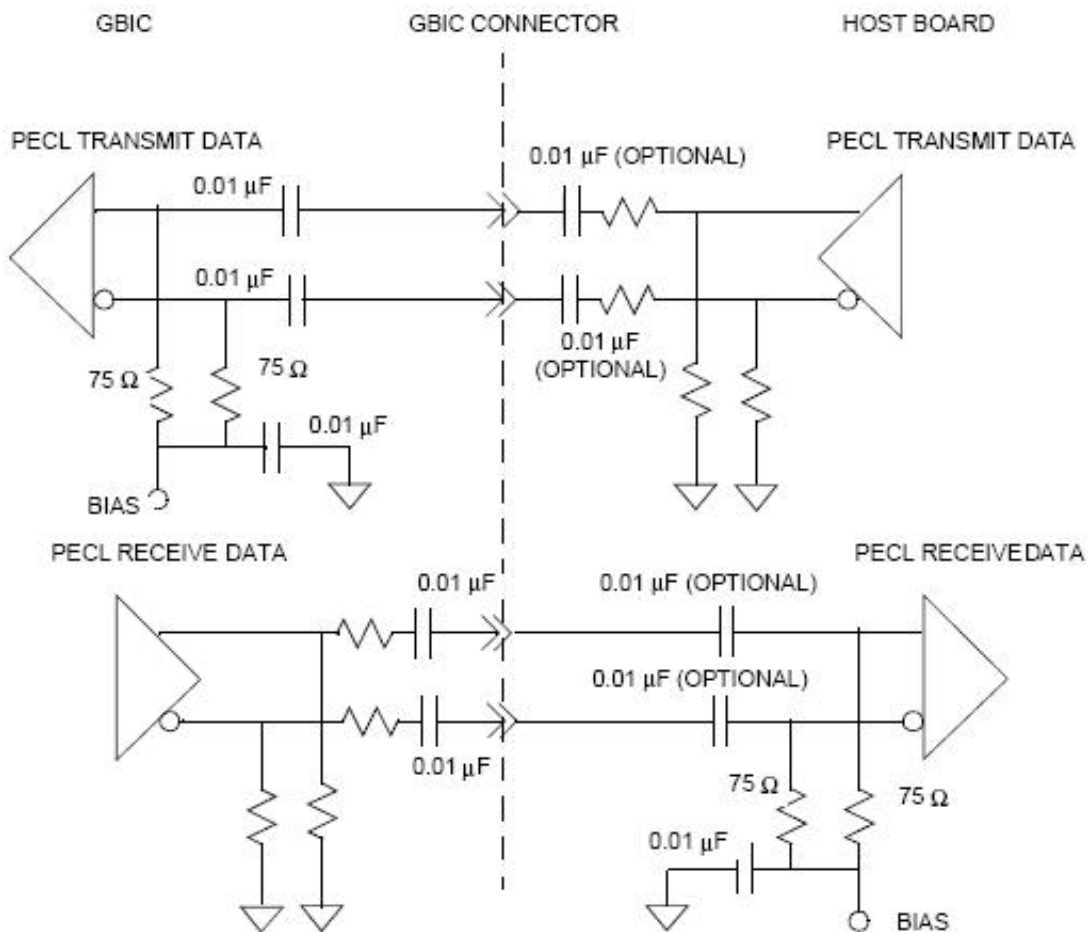 GBIC
GBIC CONNECTOR
HOST BOARD
PECL TRANSMIT DATA
PECL TRANSMIT DATA
0.01 µF (OPTIONAL)
0.01 µF
0.01 µF
0.01 µF
(OPTIONAL)
75 Ω
75 Ω
0.01 µF
BIAS
PECL RECEIVE DATA
PECL RECEIVEDATA
0.01 µF
0.01 µF (OPTIONAL)
0.01 µF (OPTIONAL)
0.01 µF
75 Ω
75 Ω
0.01 µF
BIAS